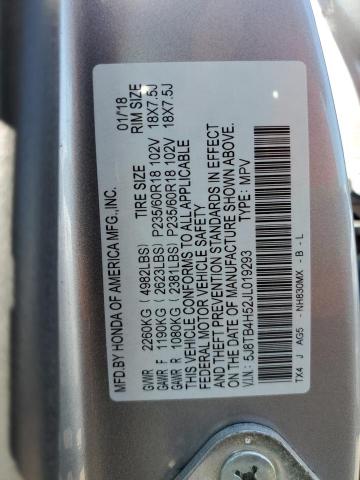 MFD.BY HONDA OF AMERICA MFG.,INC. 01/18
TIRE SIZE RIM SIZE
GVWR 2260KG ( 4982LBS)
GAWR F 1190KG ( 2623LBS) P235/60R18 102V 18X7.5J
GAWR R 1080KG ( 2381LBS) P235/60R18 102V 18X7.5J
THIS VEHICLE CONFORMS TO ALL APPLICABLE
FEDERAL MOTOR VEHICLE SAFETY
AND THEFT PREVENTION STANDARDS IN EFFECT
ON THE DATE OF MANUFACTURE SHOWN ABOVE.
V.I.N: 5J8TB4H52JL019293 TYPE: MPV
TX4 J AG5- -NH830MX -B-L